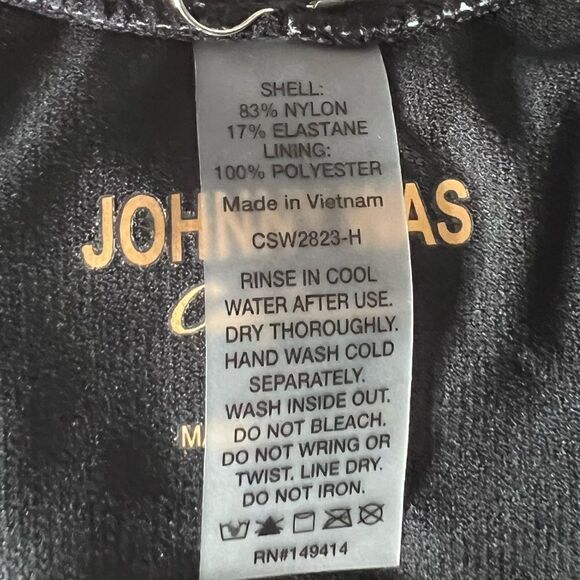 SHELL:
83% NYLON
17% ELASTANE
LINING:
100% POLYESTER
Made in Vietnam
CSW2823-H
RINSE IN COOL
WATER AFTER USE.
DRY THOROUGHLY.
HAND WASH COLD
SEPARATELY.
WASH INSIDE OUT.
DO NOT BLEACH.
DO NOT WRING OR
TWIST. LINE DRY.
DO NOT IRON.
RN#149414